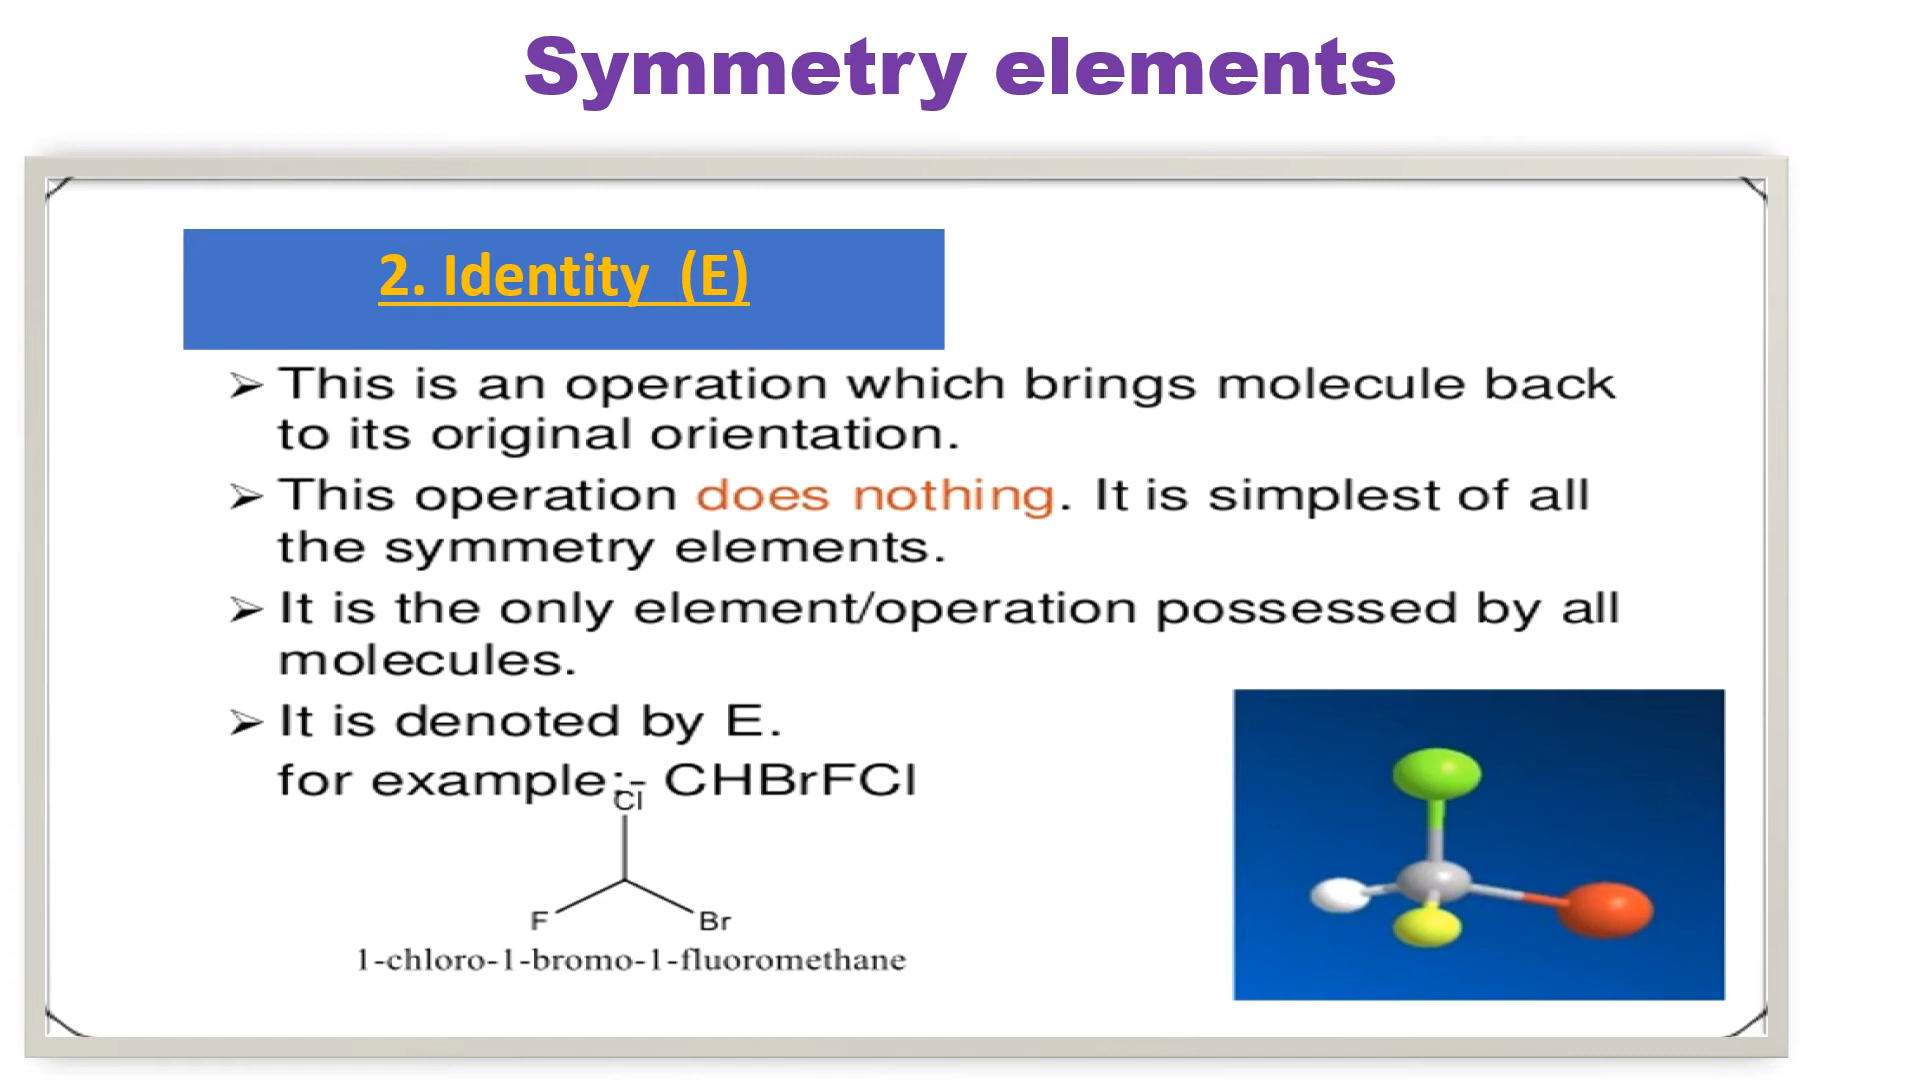 Symmetry elements
2. Identity (E)
➢ This is an operation which brings molecule back
to its original orientation.
➢ This operation does nothing. It is simplest of all
the symmetry elements.
➢ It is the only element/operation possessed by all
molecules.
➢ It is denoted by E.
for example:- CHBrFCl
Cl
F Br
1-chloro-1-bromo-1-fluoromethane